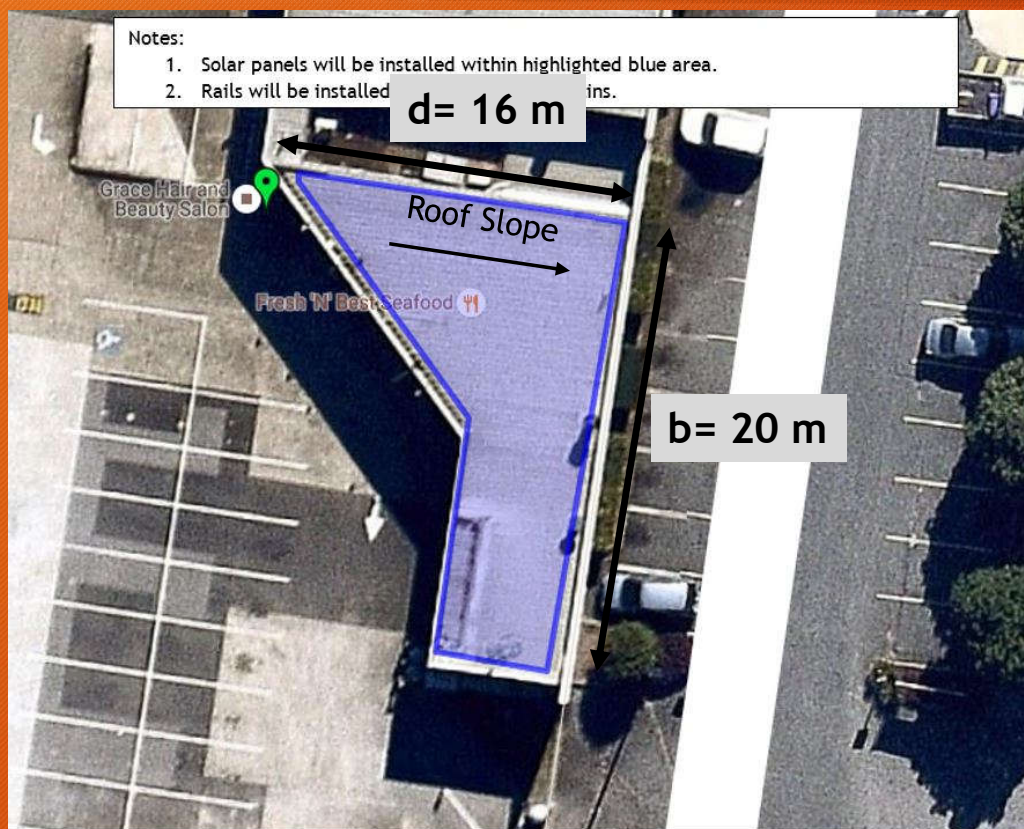 Notes:
1. Solar panels will be installed within highlighted blue area.
2. Rails will be installed ins.
d= 16 m
Grace Hair and
Beauty Salon
Roof Slope
Fresh 'N' Best Seafood
b= 20 m